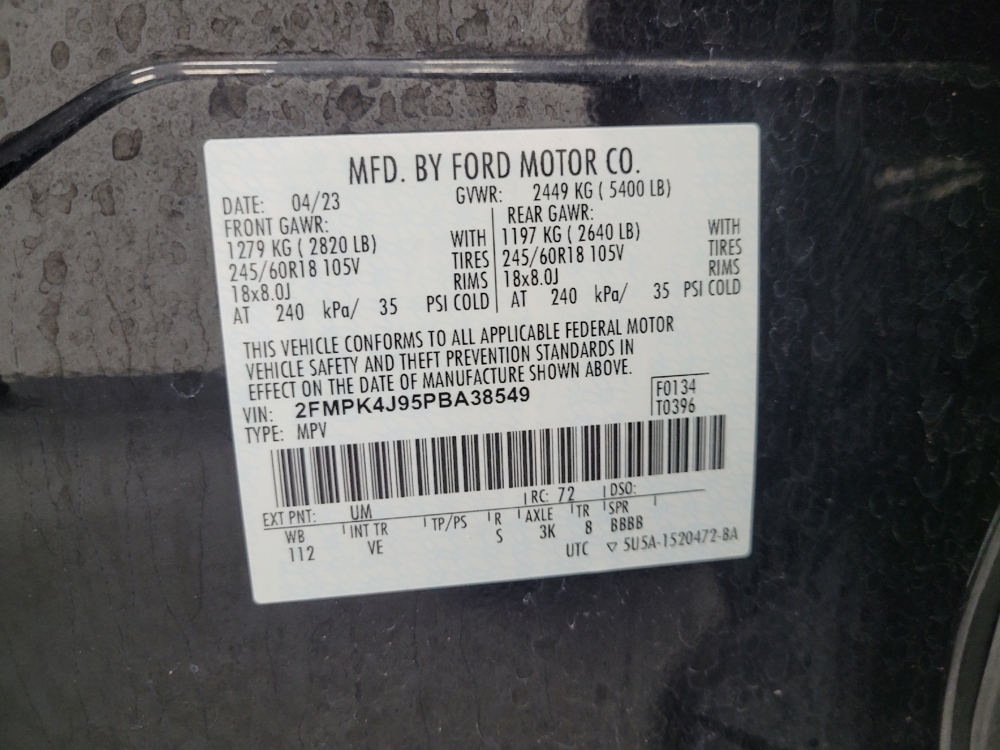 MFD. BY FORD MOTOR CO.
DATE: 04/23 GVWR: 2449 KG ( 5400 LB)
FRONT GAWR: REAR GAWR:
1279 KG ( 2820 LB) WITH 1197 KG ( 2640 LB) WITH
245/60R18 105V TIRES 245/60R18 105V TIRES
18x8.0J RIMS 18x8.0J RIMS
AT 240 kPa/ 35 PSI COLD AT 240 kPa/ 35 PSI COLD
THIS VEHICLE CONFORMS TO ALL APPLICABLE FEDERAL MOTOR
VEHICLE SAFETY AND THEFT PREVENTION STANDARDS IN
EFFECT ON THE DATE OF MANUFACTURE SHOWN ABOVE.
VIN: 2FMPK4J95PBA38549 F0134
TYPE: MPV T0396
EXT PNT: UM RC: 72 DSO:
WB INT TR TP/PS R AXLE TR SPR
112 VE S 3K 8 BBBB
UTC ▽ 5U5A-1520472-BA